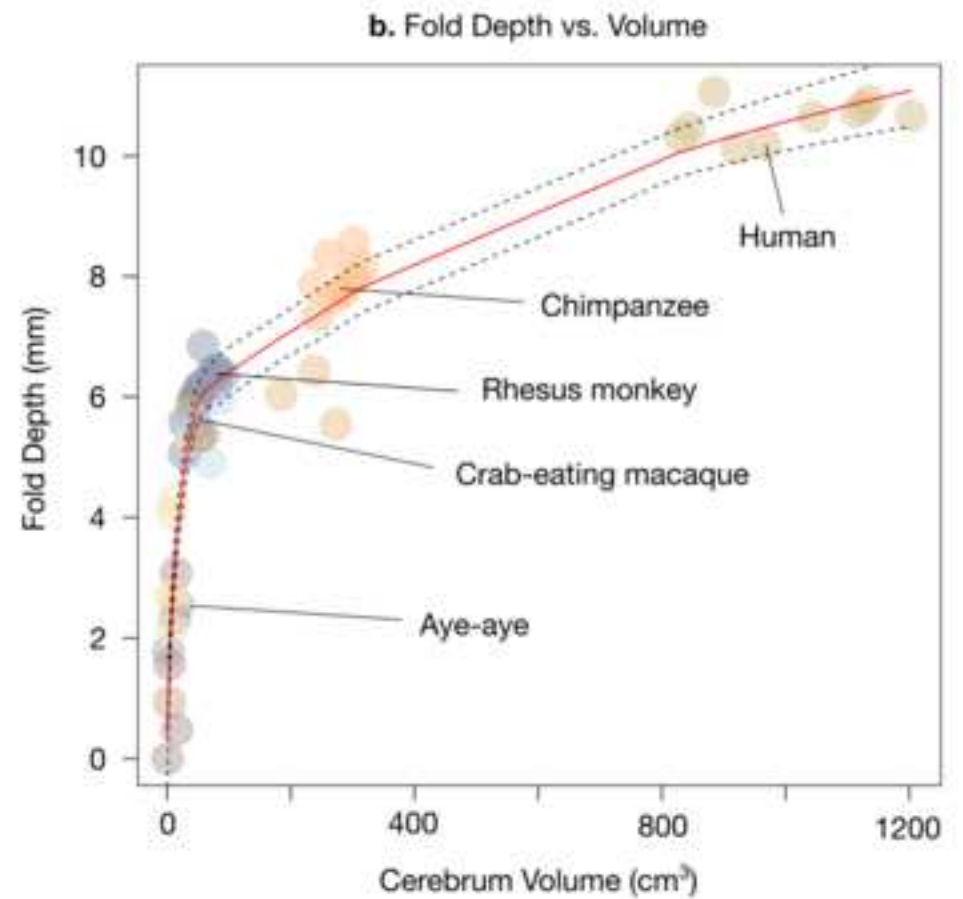 b. Fold Depth vs. Volume
Fold Depth (mm)
10
8
6
4
2
0
Human
Chimpanzee
Rhesus monkey
Crab-eating macaque
Aye-aye
0 400 800 1200
Cerebrum Volume (cm³)